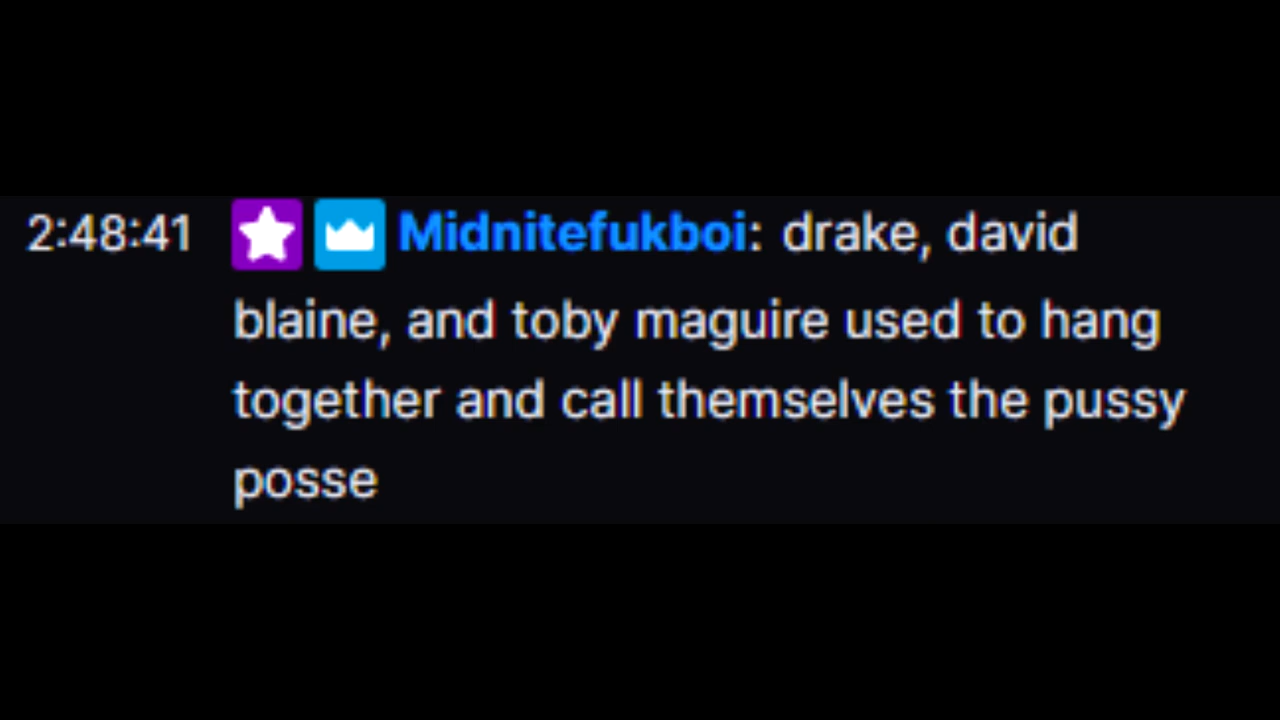 2:48:41 Midnitefukboi: drake, david
blaine, and toby maguire used to hang
together and call themselves the pussy
posse